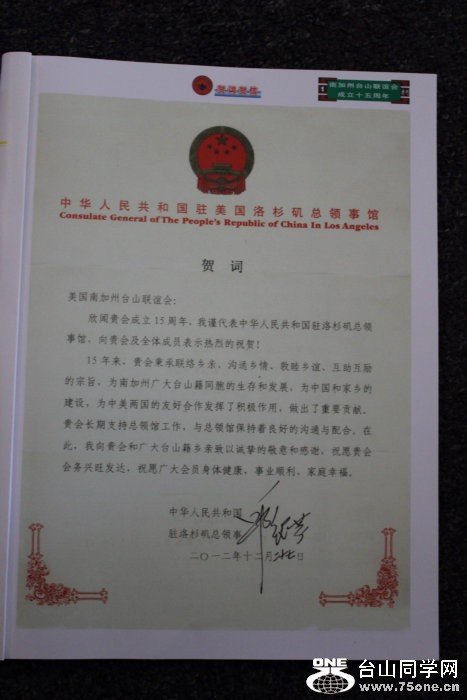 贺词贺信
南加州台山联谊会
成立十五周年
中华人民共和国驻美国洛杉矶总领事馆
Consulate General of The People's Republic of China In Los Angeles
贺 词
美国南加州台山联谊会：
欣闻贵会成立15周年，我谨代表中华人民共和国驻洛杉矶总领
事馆，向贵会及全体成员表示热烈的祝贺！
15年来，贵会秉承联络乡亲、沟通乡情、敦睦乡谊、互助互励
的宗旨，为南加州广大台山籍同胞的生存和发展、为中国和家乡的
建设、为中美两国的友好合作发挥了积极作用，做出了重要贡献。
贵会长期支持总领馆工作，与总领馆保持着良好的沟通与配合。在
此，我向贵会和广大台山籍乡亲致以诚挚的敬意和感谢。祝愿贵会
会务兴旺发达，祝愿广大会员身体健康，事业顺利、家庭幸福。
中华人民共和国
驻洛杉矶总领事
二〇一二年十二月 日
ONE
台山同学网
www.75one.cn